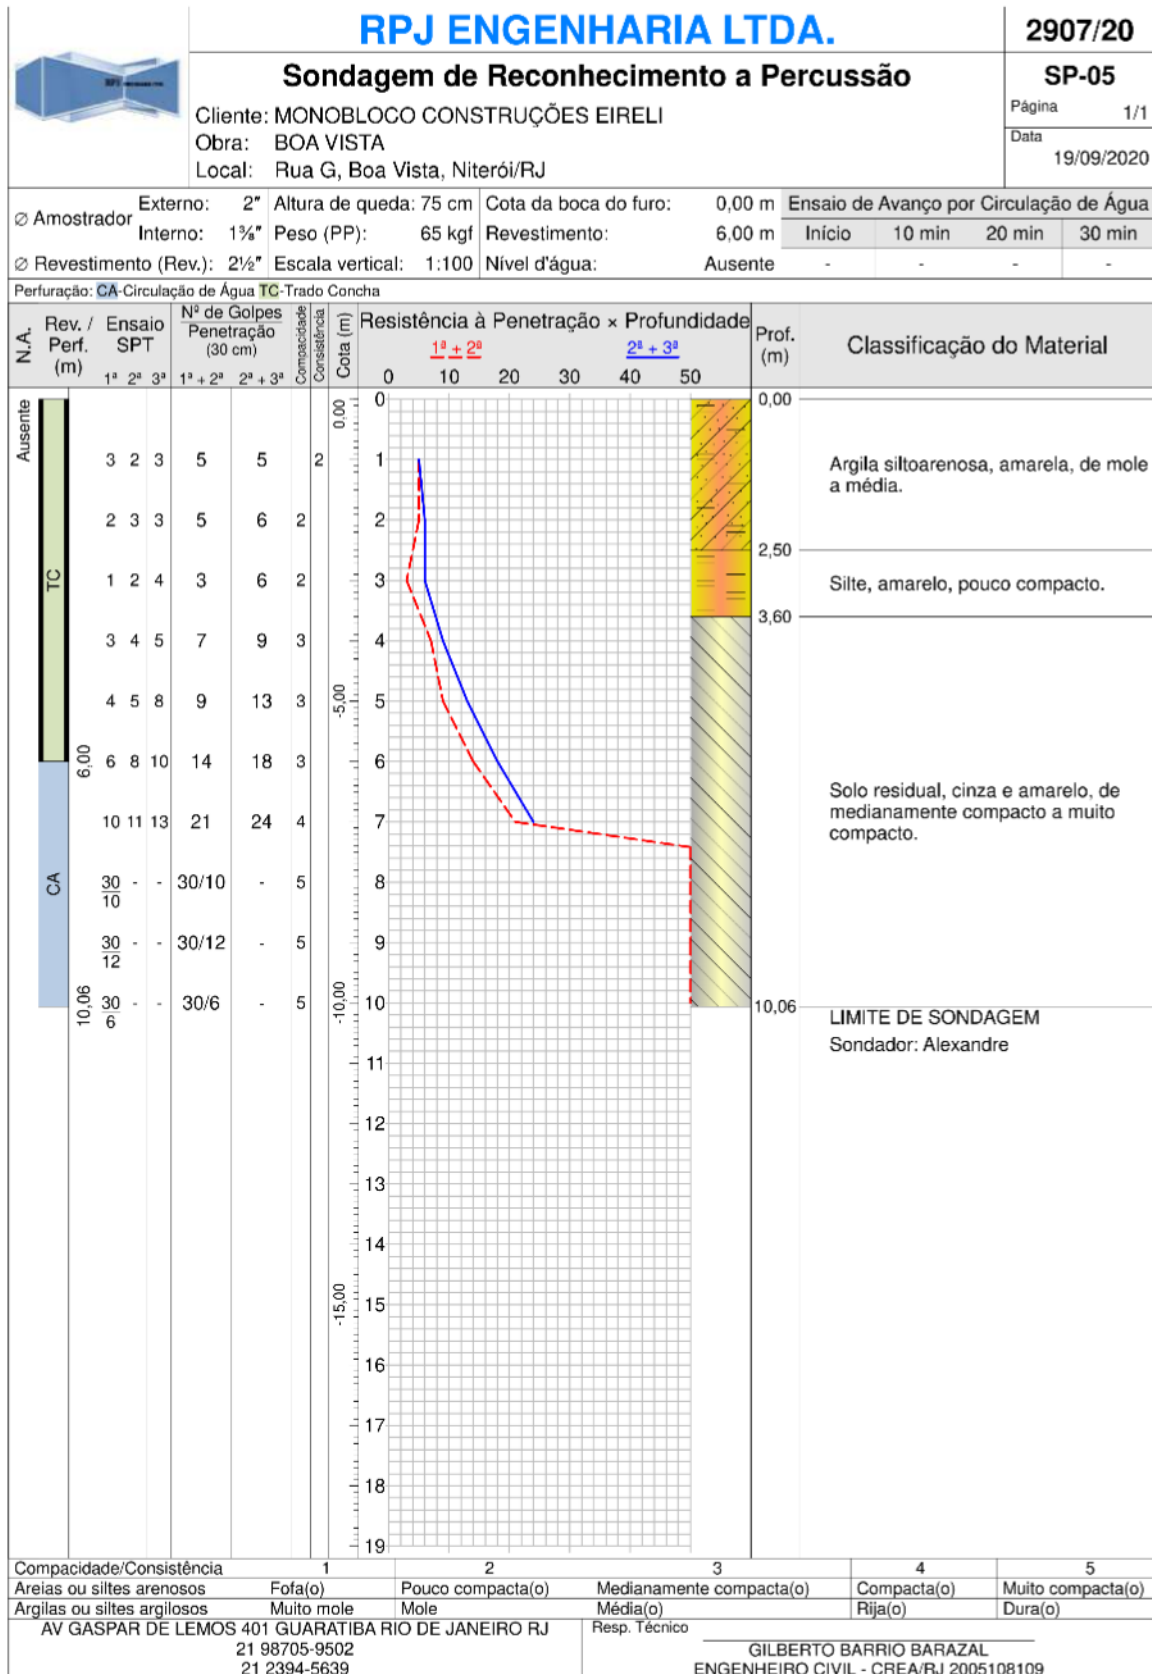 RPJ ENGENHARIA LTDA.
2907/20
Sondagem de Reconhecimento a Percussão
SP-05
Cliente: MONOBLOCO CONSTRUÇÕES EIRELI
Página 1/1
Obra: BOA VISTA
Data
Local: Rua G, Boa Vista, Niterói/RJ
19/09/2020
Ø Amostrador Externo: 2" Altura de queda: 75 cm Cota da boca do furo: 0,00 m Ensaio de Avanço por Circulação de Água
Interno: 1⅜" Peso (PP): 65 kgf Revestimento: 6,00 m Início 10 min 20 min 30 min
Ø Revestimento (Rev.): 2½" Escala vertical: 1:100 Nível d'água: Ausente - - - -
Perfuração: CA-Circulação de Água TC-Trado Concha
N.A.
Rev. / Perf. (m)
Ensaio SPT
1ª 2ª 3ª
Nº de Golpes
Penetração
(30 cm)
1ª + 2ª 2ª + 3ª
Compacidade
Consistência
Cota (m)
Resistência à Penetração × Profundidade
1ª + 2ª 2ª + 3ª
0 10 20 30 40 50
Prof. (m)
Classificação do Material
Ausente
TC
6,00
CA
10,06
0,00
-5,00
-10,00
-15,00
0
3 2 3 5 5 2 1
2 3 3 5 6 2 2
1 2 4 3 6 2 3
3 4 5 7 9 3 4
4 5 8 9 13 3 5
6 8 10 14 18 3 6
10 11 13 21 24 4 7
30/10 - - 30/10 - 5 8
30/12 - - 30/12 - 5 9
30/6 - - 30/6 - 5 10
11
12
13
14
15
16
17
18
19
0,00
Argila siltoarenosa, amarela, de mole
a média.
2,50
Silte, amarelo, pouco compacto.
3,60
Solo residual, cinza e amarelo, de
medianamente compacto a muito
compacto.
10,06
LIMITE DE SONDAGEM
Sondador: Alexandre
Compacidade/Consistência 1 2 3 4 5
Areias ou siltes arenosos Fofa(o) Pouco compacta(o) Medianamente compacta(o) Compacta(o) Muito compacta(o)
Argilas ou siltes argilosos Muito mole Mole Média(o) Rija(o) Dura(o)
AV GASPAR DE LEMOS 401 GUARATIBA RIO DE JANEIRO RJ
21 98705-9502
21 2394-5639
Resp. Técnico
GILBERTO BARRIO BARAZAL
ENGENHEIRO CIVIL - CREA/RJ 2005108109